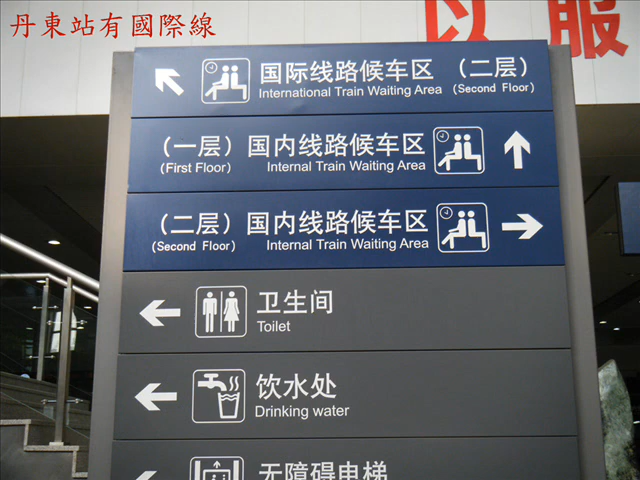 丹東站有國際線
以服
国际线路候车区 （二层）
International Train Waiting Area (Second Floor)
（一层） 国内线路候车区
(First Floor) Internal Train Waiting Area
（二层） 国内线路候车区
(Second Floor) Internal Train Waiting Area
卫生间
Toilet
饮水处
Drinking water
无障碍电梯